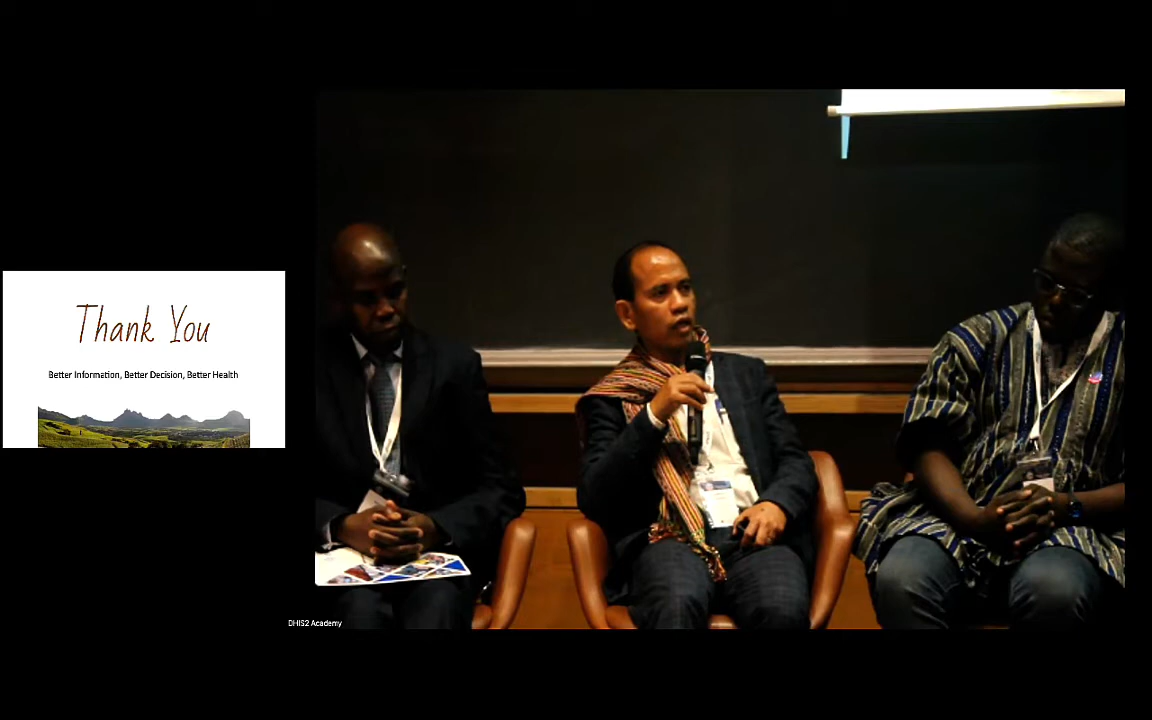 Thank You
Better Information, Better Decision, Better Health
DHIS2 Academy